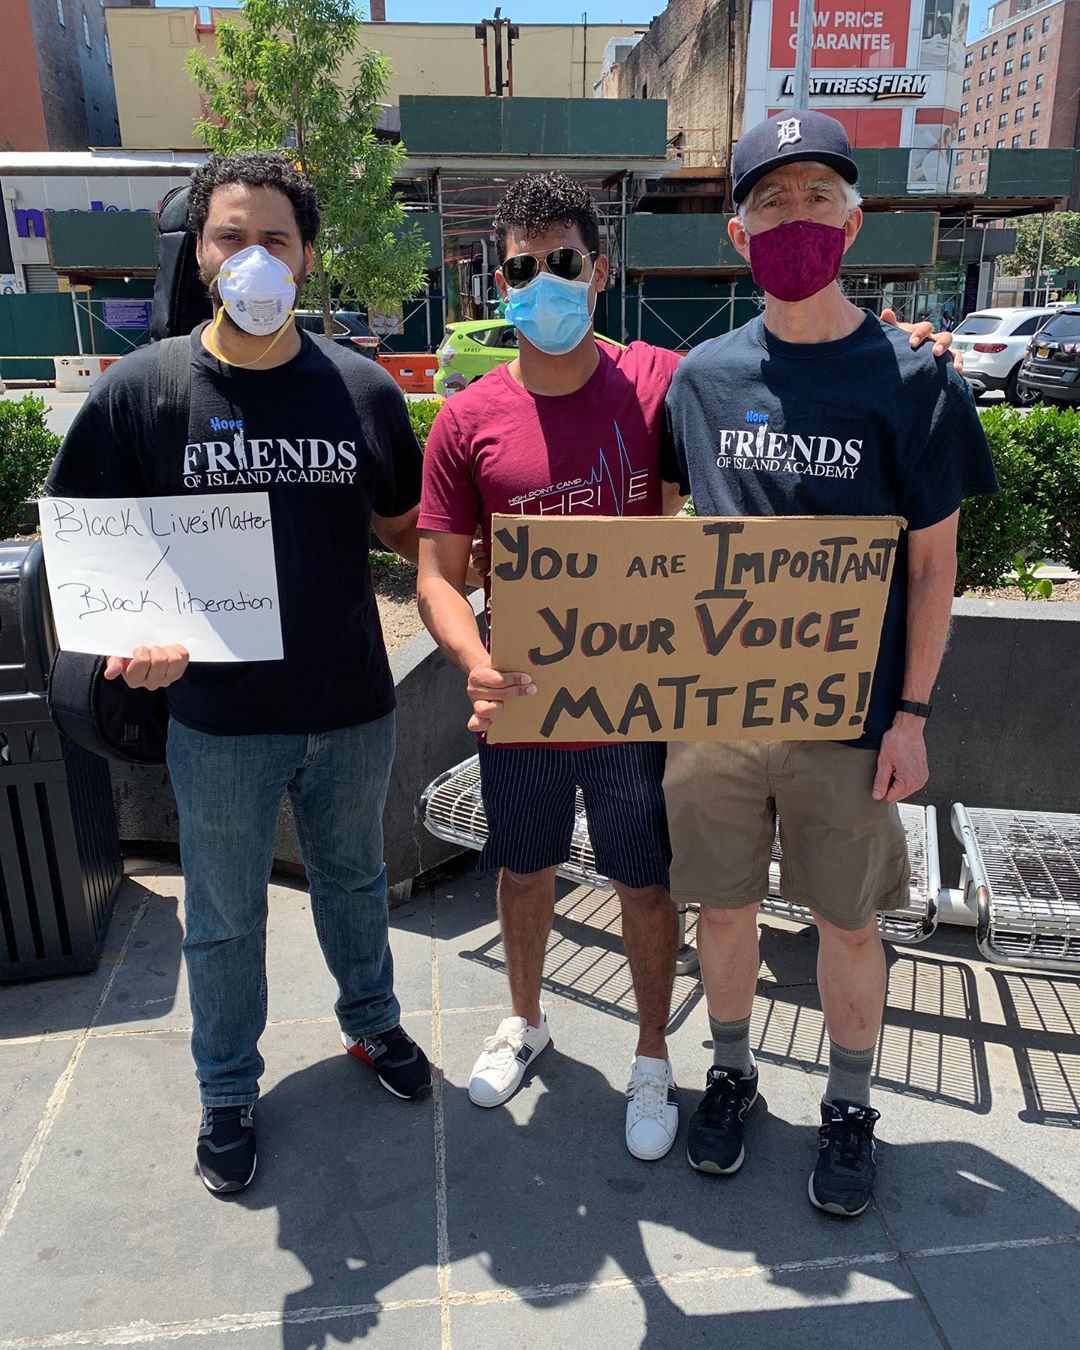 LOW PRICE
GUARANTEE
MATTRESSFIRM
D
Hope
FRIENDS
OF ISLAND ACADEMY
HIGH POINT CAMP
THRIVE
Hope
FRIENDS
OF ISLAND ACADEMY
Black Live's Matter
/
Black liberation
YOU ARE IMPORTANT
YOUR VOICE
MATTERS!